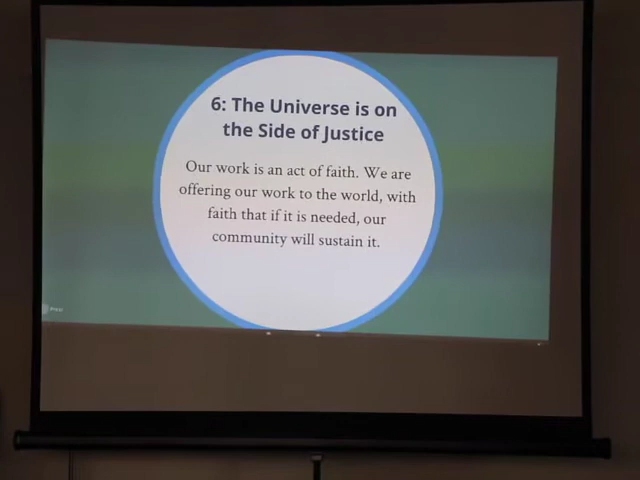 6: The Universe is on
the Side of Justice
Our work is an act of faith. We are
offering our work to the world, with
faith that if it is needed, our
community will sustain it.